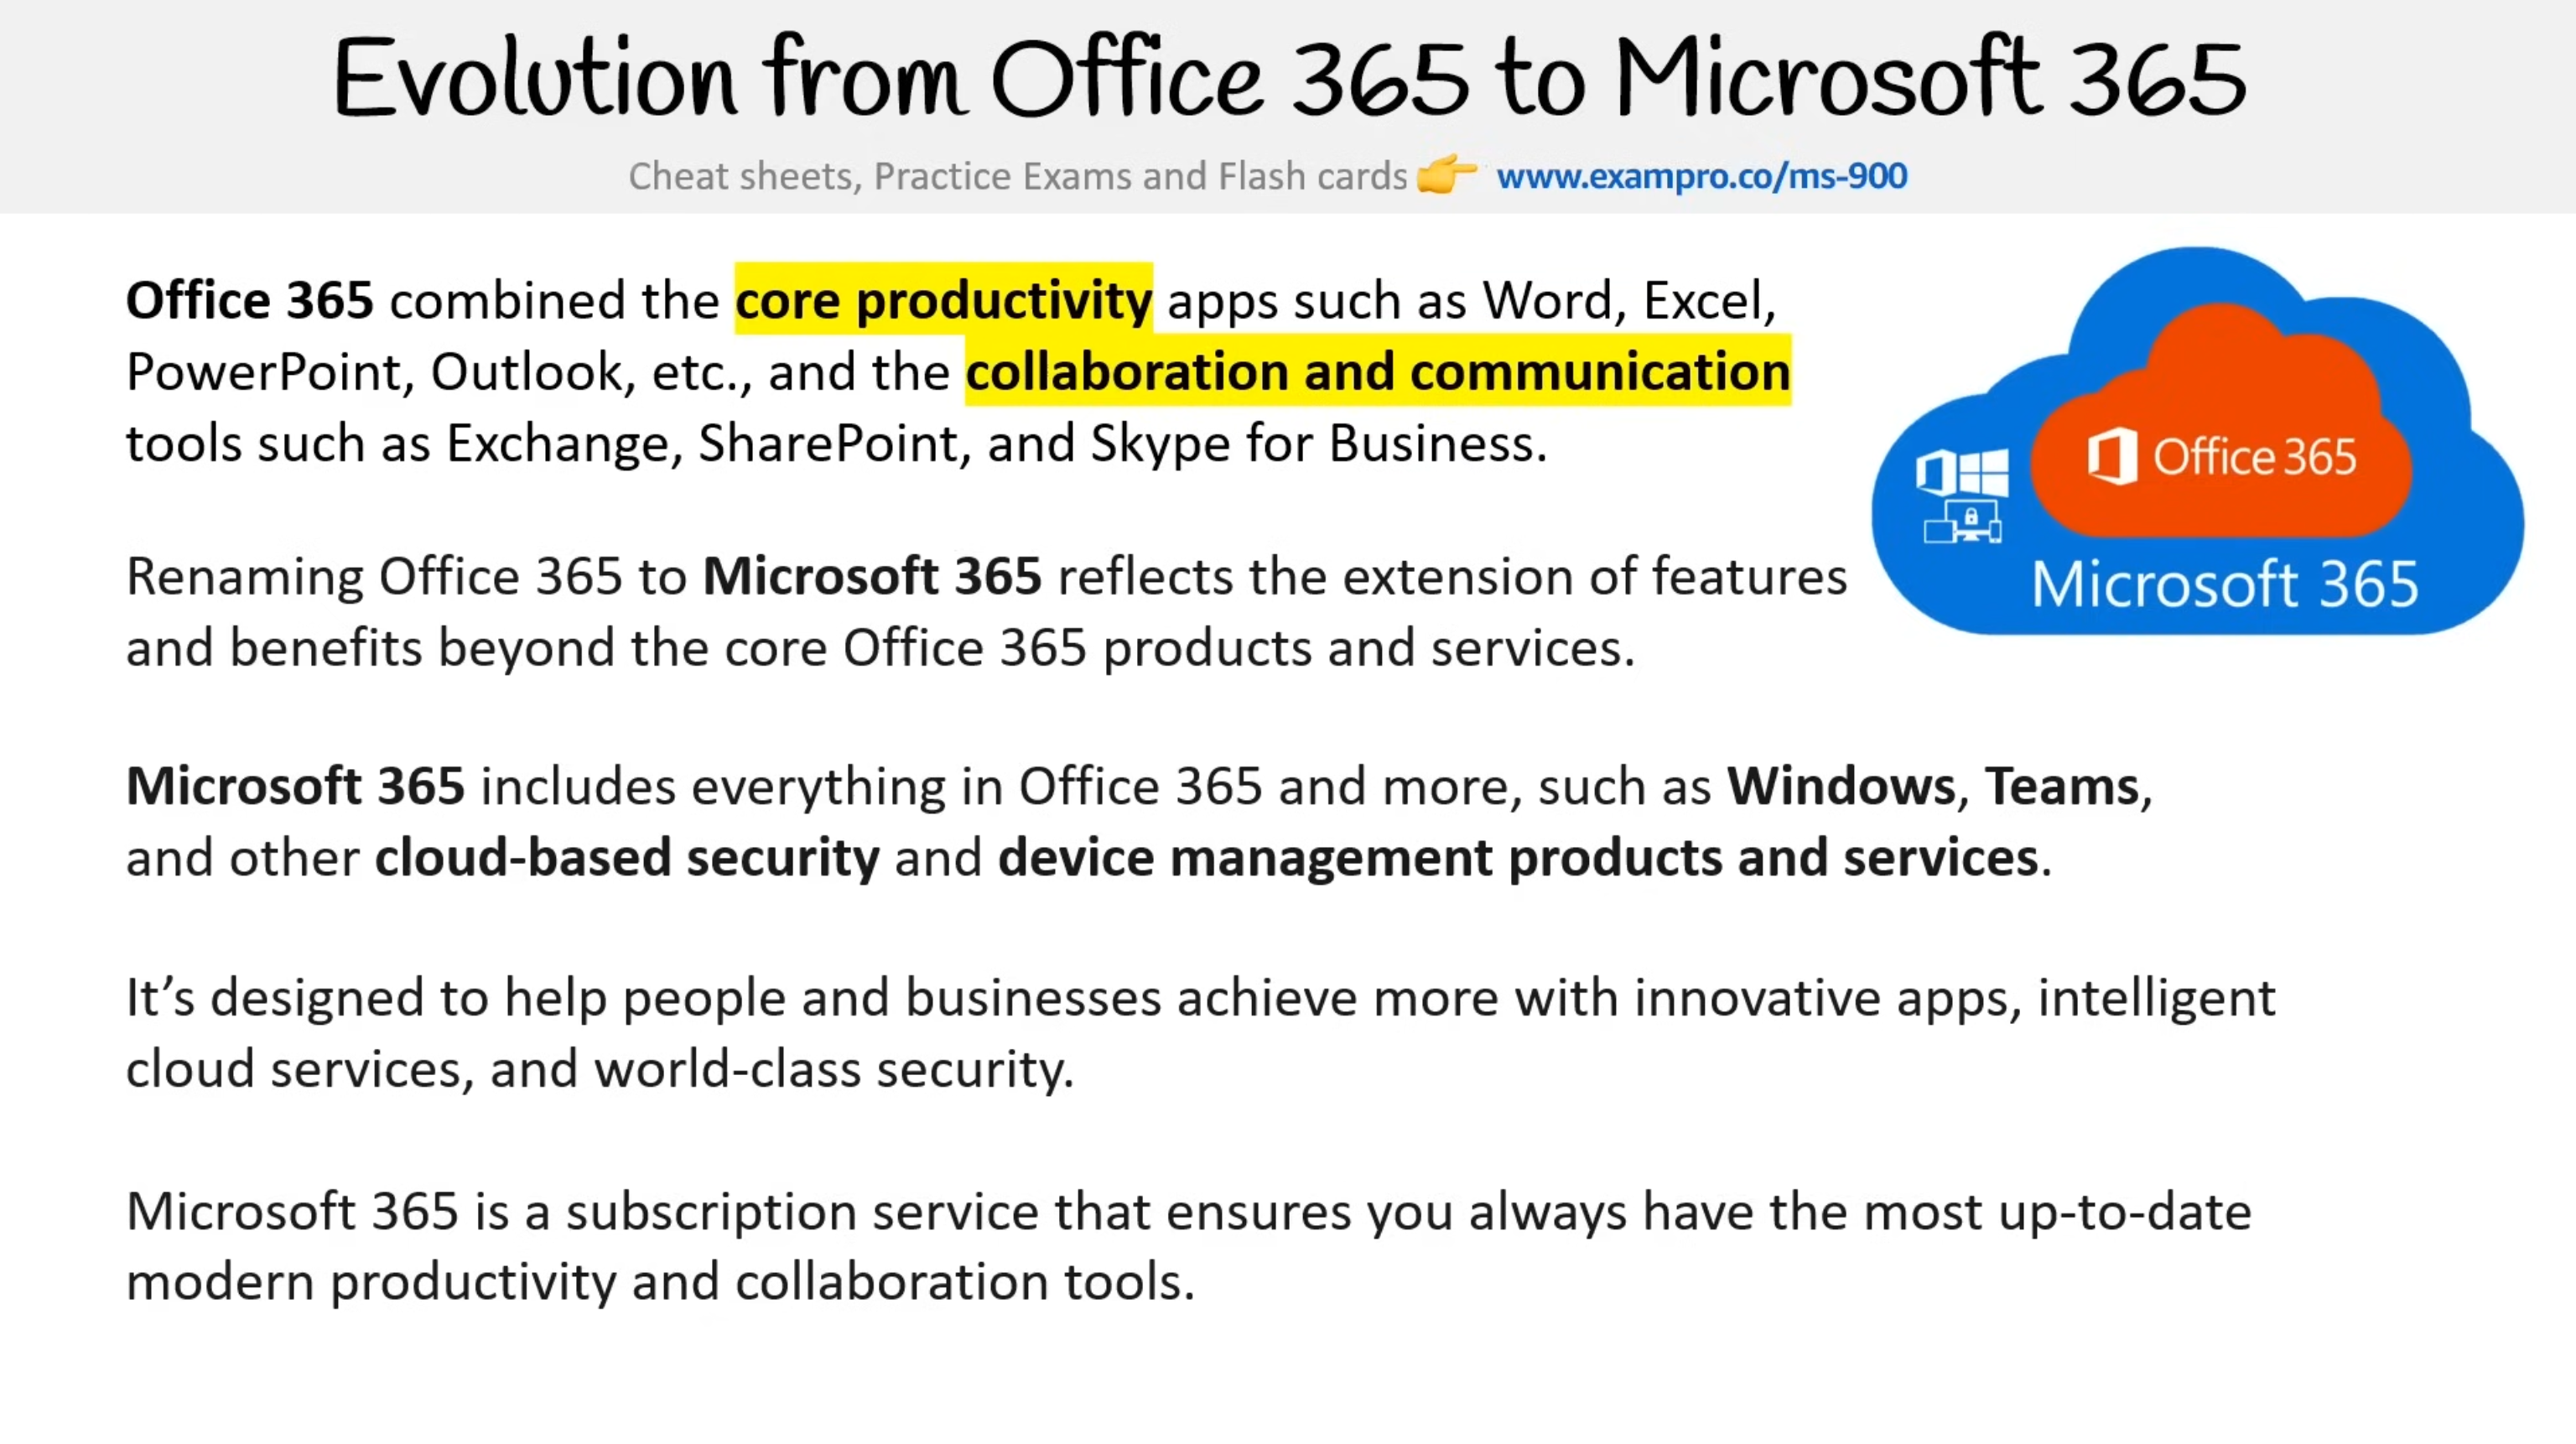 Evolution from Office 365 to Microsoft 365
Cheat sheets, Practice Exams and Flash cards 👉 www.exampro.co/ms-900
Office 365 combined the core productivity apps such as Word, Excel,
PowerPoint, Outlook, etc., and the collaboration and communication
tools such as Exchange, SharePoint, and Skype for Business.
Office 365
Microsoft 365
Renaming Office 365 to Microsoft 365 reflects the extension of features
and benefits beyond the core Office 365 products and services.
Microsoft 365 includes everything in Office 365 and more, such as Windows, Teams,
and other cloud-based security and device management products and services.
It’s designed to help people and businesses achieve more with innovative apps, intelligent
cloud services, and world-class security.
Microsoft 365 is a subscription service that ensures you always have the most up-to-date
modern productivity and collaboration tools.